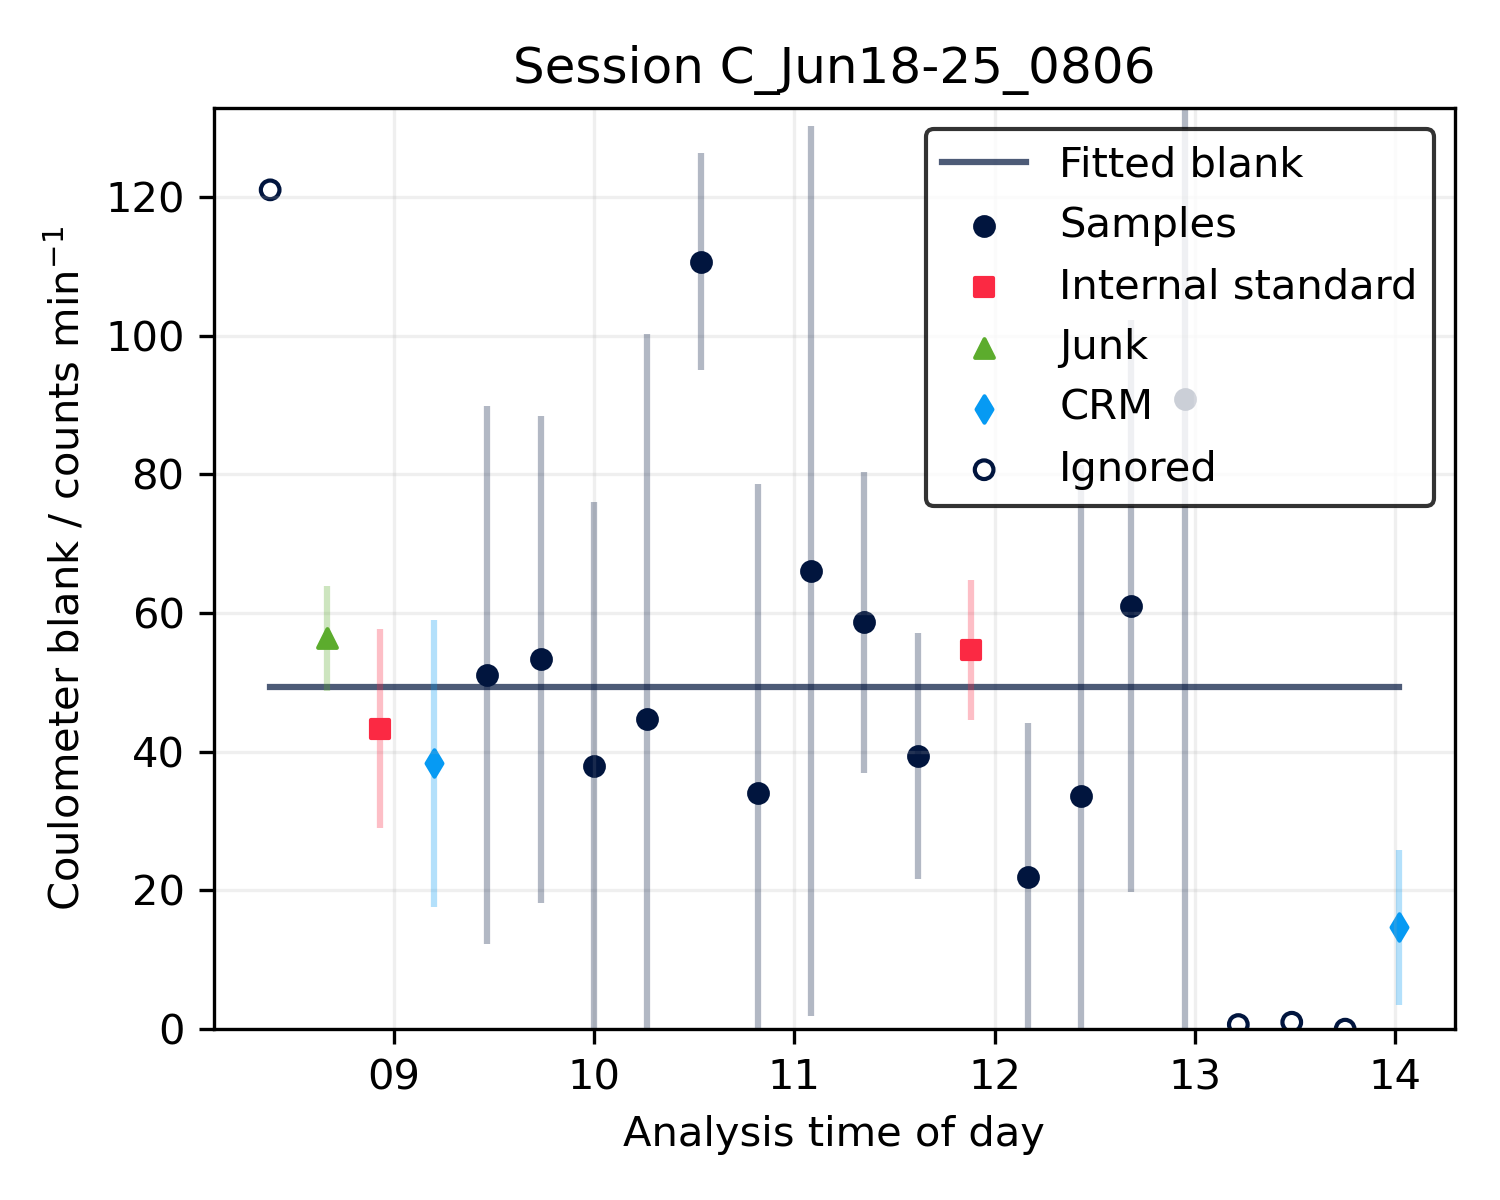 Session C_Jun18-25_0806
Coulometer blank / counts min⁻¹
120
100
80
60
40
20
0
Fitted blank
Samples
Internal standard
Junk
CRM
Ignored
09 10 11 12 13 14
Analysis time of day